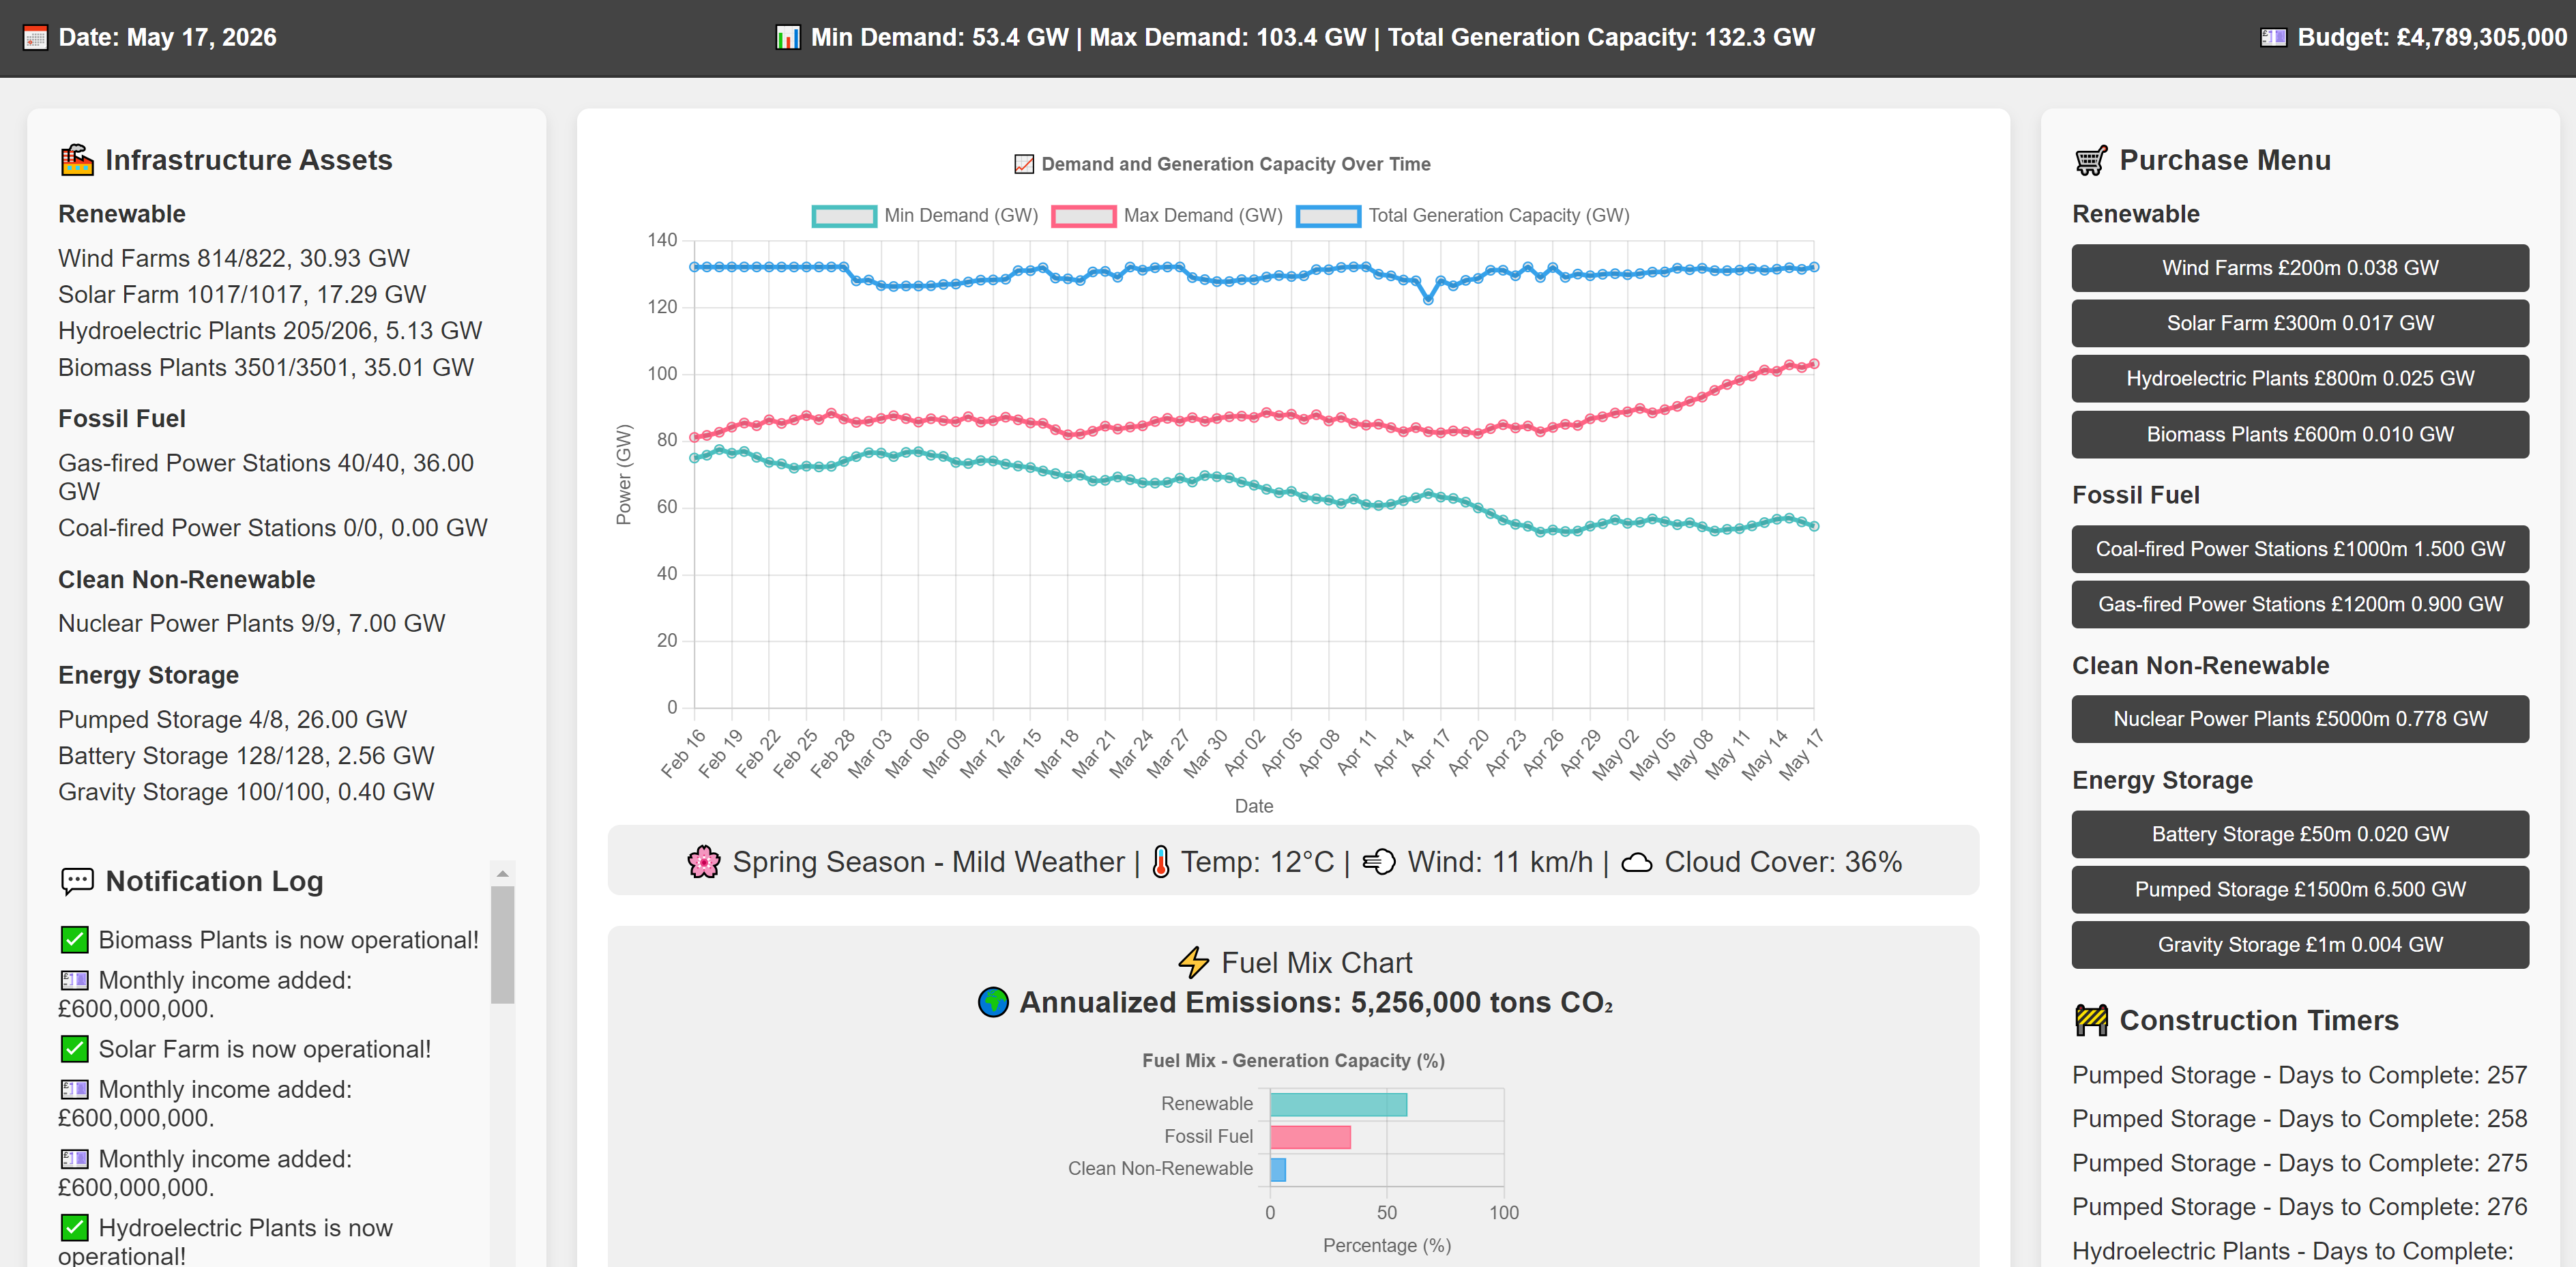 Date: May 17, 2026
Min Demand: 53.4 GW | Max Demand: 103.4 GW | Total Generation Capacity: 132.3 GW
Budget: £4,789,305,000
Infrastructure Assets
Renewable
Wind Farms 814/822, 30.93 GW
Solar Farm 1017/1017, 17.29 GW
Hydroelectric Plants 205/206, 5.13 GW
Biomass Plants 3501/3501, 35.01 GW
Fossil Fuel
Gas-fired Power Stations 40/40, 36.00
GW
Coal-fired Power Stations 0/0, 0.00 GW
Clean Non-Renewable
Nuclear Power Plants 9/9, 7.00 GW
Energy Storage
Pumped Storage 4/8, 26.00 GW
Battery Storage 128/128, 2.56 GW
Gravity Storage 100/100, 0.40 GW
Notification Log
Biomass Plants is now operational!
Monthly income added:
£600,000,000.
Solar Farm is now operational!
Monthly income added:
£600,000,000.
Monthly income added:
£600,000,000.
Hydroelectric Plants is now
operational!
Demand and Generation Capacity Over Time
Min Demand (GW)
Max Demand (GW)
Total Generation Capacity (GW)
Power (GW)
140
120
100
80
60
40
20
0
Feb 16
Feb 19
Feb 22
Feb 25
Feb 28
Mar 03
Mar 06
Mar 09
Mar 12
Mar 15
Mar 18
Mar 21
Mar 24
Mar 27
Mar 30
Apr 02
Apr 05
Apr 08
Apr 11
Apr 14
Apr 17
Apr 20
Apr 23
Apr 26
Apr 29
May 02
May 05
May 08
May 11
May 14
May 17
Date
Spring Season - Mild Weather | Temp: 12°C | Wind: 11 km/h | Cloud Cover: 36%
Fuel Mix Chart
Annualized Emissions: 5,256,000 tons CO₂
Fuel Mix - Generation Capacity (%)
Renewable
Fossil Fuel
Clean Non-Renewable
0
50
100
Percentage (%)
Purchase Menu
Renewable
Wind Farms £200m 0.038 GW
Solar Farm £300m 0.017 GW
Hydroelectric Plants £800m 0.025 GW
Biomass Plants £600m 0.010 GW
Fossil Fuel
Coal-fired Power Stations £1000m 1.500 GW
Gas-fired Power Stations £1200m 0.900 GW
Clean Non-Renewable
Nuclear Power Plants £5000m 0.778 GW
Energy Storage
Battery Storage £50m 0.020 GW
Pumped Storage £1500m 6.500 GW
Gravity Storage £1m 0.004 GW
Construction Timers
Pumped Storage - Days to Complete: 257
Pumped Storage - Days to Complete: 258
Pumped Storage - Days to Complete: 275
Pumped Storage - Days to Complete: 276
Hydroelectric Plants - Days to Complete: